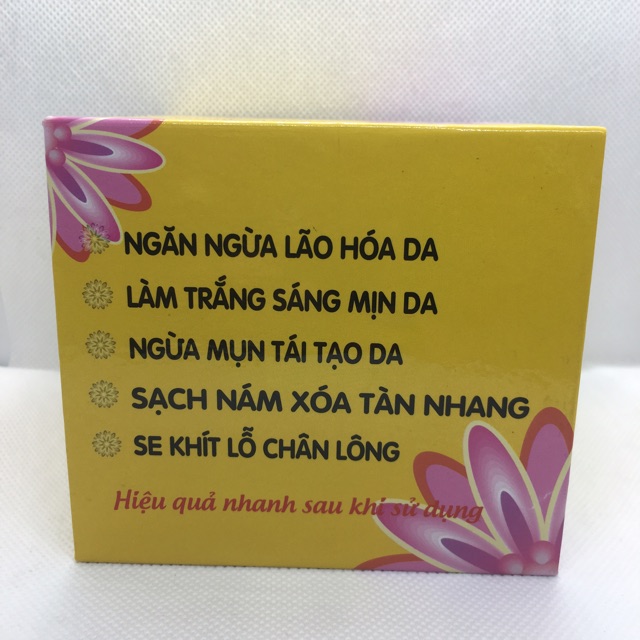 NGĂN NGỪA LÃO HÓA DA
LÀM TRẮNG SÁNG MỊN DA
NGỪA MỤN TÁI TẠO DA
SẠCH NÁM XÓA TÀN NHANG
SE KHÍT LỖ CHÂN LÔNG
Hiệu quả nhanh sau khi sử dụng